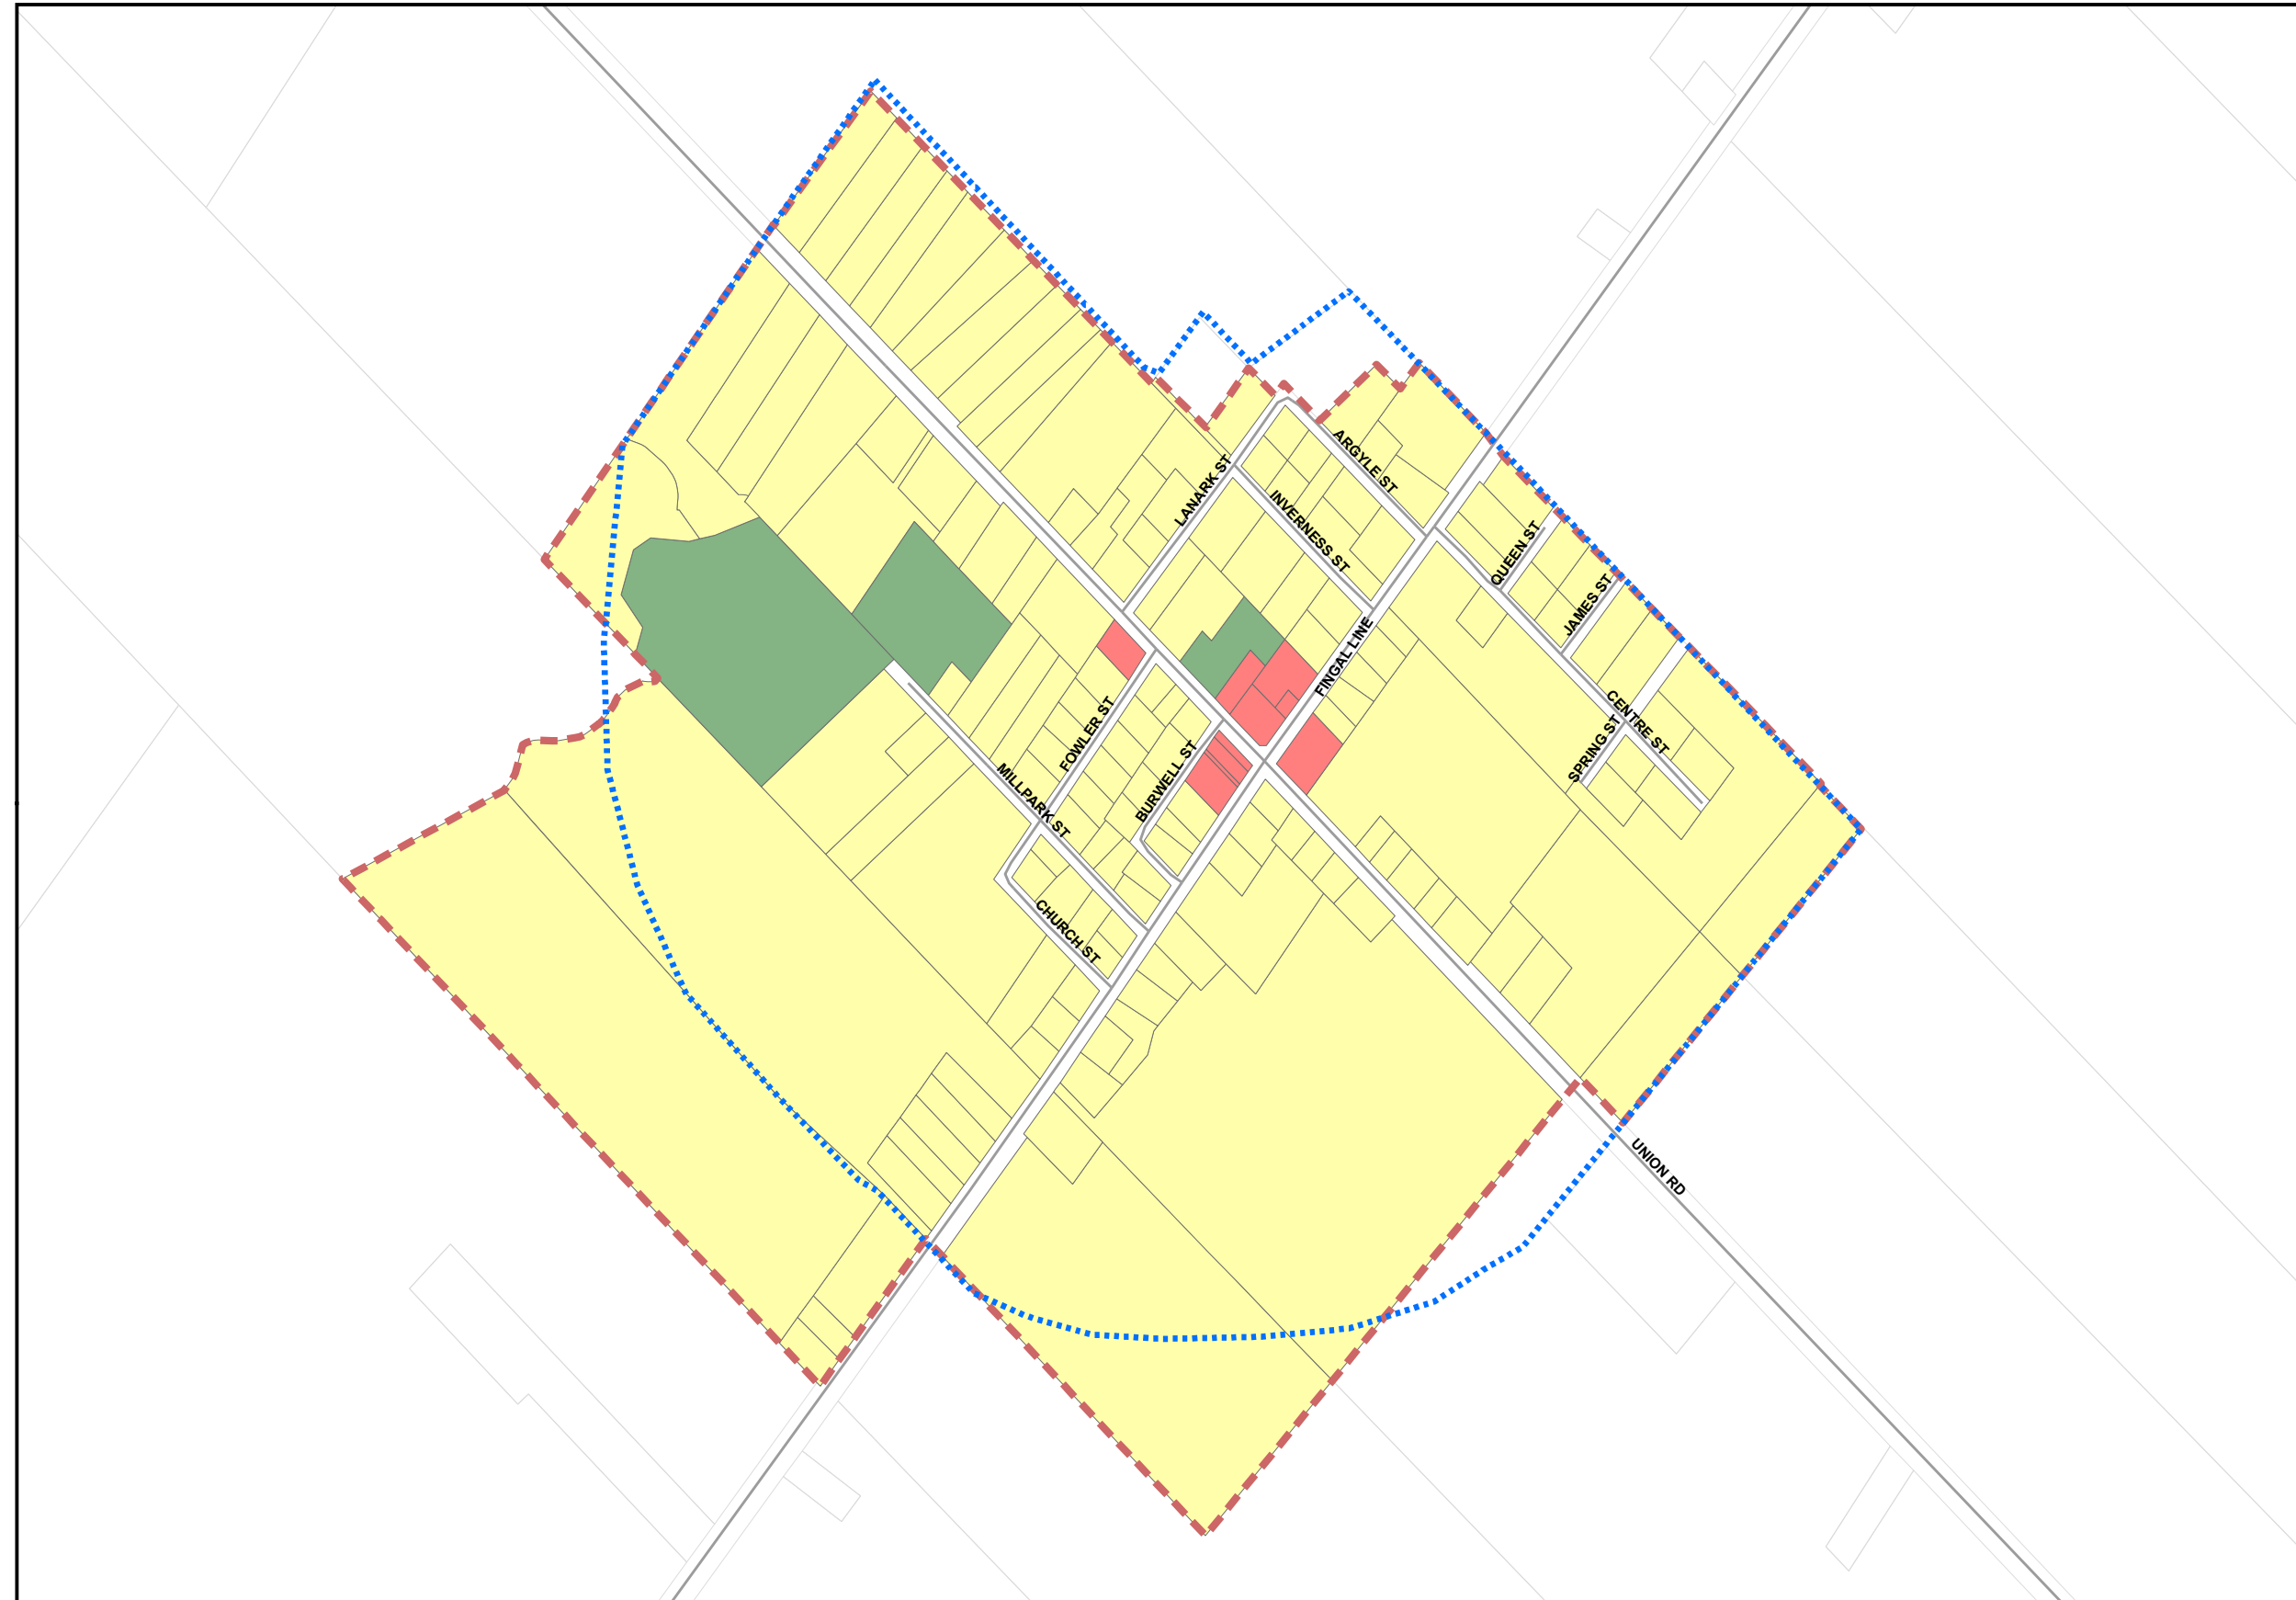 ARGYLE ST
LANARK ST
INVERNESS ST
QUEEN ST
JAMES ST
FINGAL LINE
CENTRE ST
SPRING ST
FOWLER ST
BURWELL ST
MILLPARK ST
CHURCH ST
UNION RD